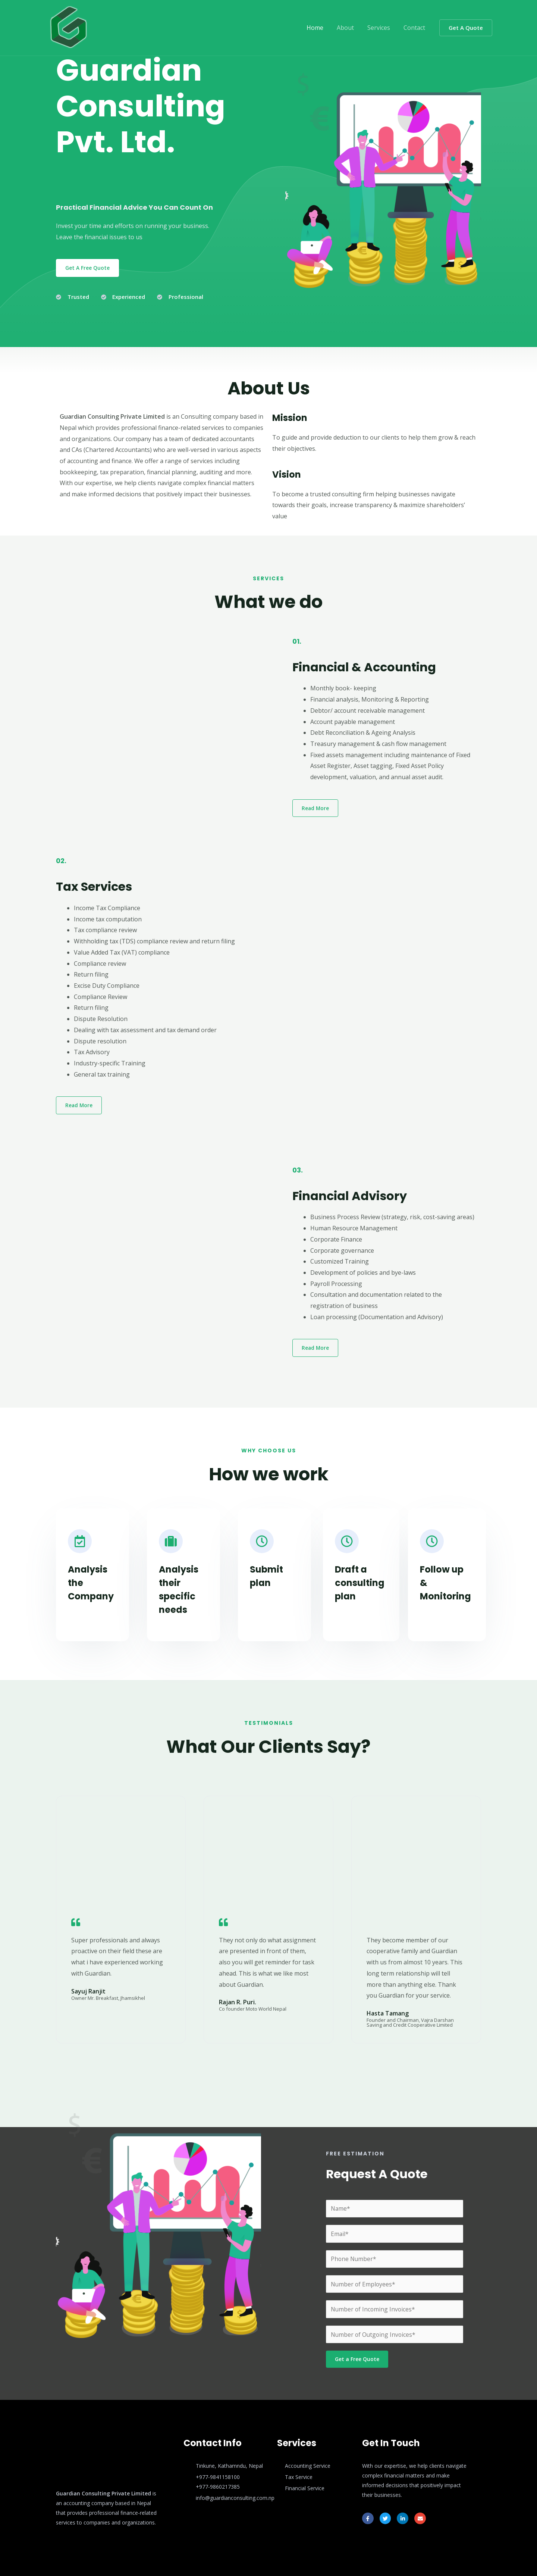 Home About Services Contact Get A Quote
Guardian
Consulting
Pvt. Ltd.
Practical Financial Advice You Can Count On
Invest your time and efforts on running your business.
Leave the financial issues to us
Get A Free Quote
Trusted Experienced Professional
About Us
Guardian Consulting Private Limited is an Consulting company based in
Nepal which provides professional finance-related services to companies
and organizations. Our company has a team of dedicated accountants
and CAs (Chartered Accountants) who are well-versed in various aspects
of accounting and finance. We offer a range of services including
bookkeeping, tax preparation, financial planning, auditing and more.
With our expertise, we help clients navigate complex financial matters
and make informed decisions that positively impact their businesses.
Mission
To guide and provide deduction to our clients to help them grow & reach
their objectives.
Vision
To become a trusted consulting firm helping businesses navigate
towards their goals, increase transparency & maximize shareholders'
value
SERVICES
What we do
01.
Financial & Accounting
Monthly book- keeping
Financial analysis, Monitoring & Reporting
Debtor/ account receivable management
Account payable management
Debt Reconciliation & Ageing Analysis
Treasury management & cash flow management
Fixed assets management including maintenance of Fixed
Asset Register, Asset tagging, Fixed Asset Policy
development, valuation, and annual asset audit.
Read More
02.
Tax Services
Income Tax Compliance
Income tax computation
Tax compliance review
Withholding tax (TDS) compliance review and return filing
Value Added Tax (VAT) compliance
Compliance review
Return filing
Excise Duty Compliance
Compliance Review
Return filing
Dispute Resolution
Dealing with tax assessment and tax demand order
Dispute resolution
Tax Advisory
Industry-specific Training
General tax training
Read More
03.
Financial Advisory
Business Process Review (strategy, risk, cost-saving areas)
Human Resource Management
Corporate Finance
Corporate governance
Customized Training
Development of policies and bye-laws
Payroll Processing
Consultation and documentation related to the
registration of business
Loan processing (Documentation and Advisory)
Read More
WHY CHOOSE US
How we work
Analysis
the
Company
Analysis
their
specific
needs
Submit
plan
Draft a
consulting
plan
Follow up
&
Monitoring
TESTIMONIALS
What Our Clients Say?
Super professionals and always
proactive on their field these are
what i have experienced working
with Guardian.
Sayuj Ranjit
Owner Mr. Breakfast, Jhamsikhel
They not only do what assignment
are presented in front of them,
also you will get reminder for task
ahead. This is what we like most
about Guardian.
Rajan R. Puri.
Co founder Moto World Nepal
They become member of our
cooperative family and Guardian
with us from almost 10 years. This
long term relationship will tell
more than anything else. Thank
you Guardian for your service.
Hasta Tamang
Founder and Chairman, Vajra Darshan
Saving and Credit Cooperative Limited
FREE ESTIMATION
Request A Quote
Name*
Email*
Phone Number*
Number of Employees*
Number of Incoming Invoices*
Number of Outgoing Invoices*
Get a Free Quote
Guardian Consulting Private Limited is
an accounting company based in Nepal
that provides professional finance-related
services to companies and organizations.
Contact Info
Tinkune, Kathamndu, Nepal
+977-9841158100
+977-9860217385
info@guardianconsulting.com.np
Services
Accounting Service
Tax Service
Financial Service
Get In Touch
With our expertise, we help clients navigate
complex financial matters and make
informed decisions that positively impact
their businesses.